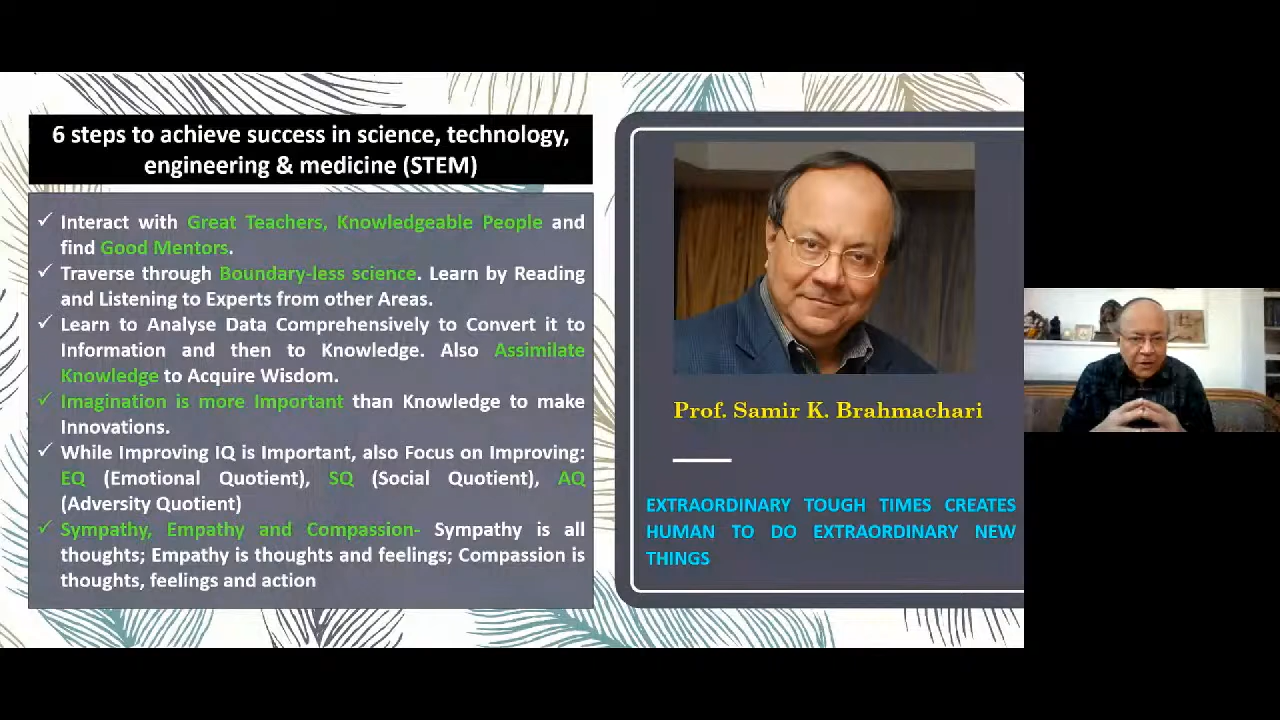 6 steps to achieve success in science, technology,
engineering & medicine (STEM)
✓ Interact with Great Teachers, Knowledgeable People and
find Good Mentors.
✓ Traverse through Boundary-less science. Learn by Reading
and Listening to Experts from other Areas.
✓ Learn to Analyse Data Comprehensively to Convert it to
Information and then to Knowledge. Also Assimilate
Knowledge to Acquire Wisdom.
✓ Imagination is more Important than Knowledge to make
Innovations.
✓ While Improving IQ is Important, also Focus on Improving:
EQ (Emotional Quotient), SQ (Social Quotient), AQ
(Adversity Quotient)
✓ Sympathy, Empathy and Compassion- Sympathy is all
thoughts; Empathy is thoughts and feelings; Compassion is
thoughts, feelings and action
Prof. Samir K. Brahmachari
EXTRAORDINARY TOUGH TIMES CREATES
HUMAN TO DO EXTRAORDINARY NEW
THINGS